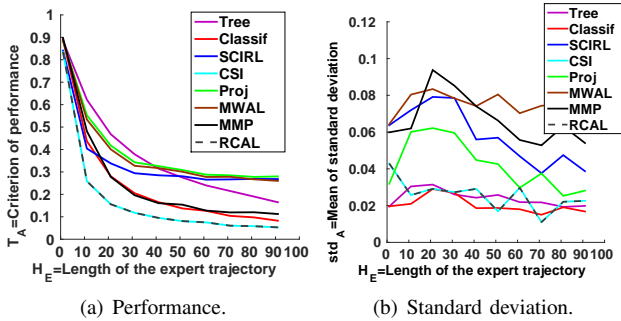 1
0.9
0.8
0.7
0.6
0.5
0.4
0.3
0.2
0.1
0
0 10 20 30 40 50 60 70 80 90 100
T_A=Criterion of performance
H_E=Length of the expert trajectory
Tree
Classif
SCIRL
CSI
Proj
MWAL
MMP
RCAL
(a) Performance.
0.12
0.1
0.08
0.06
0.04
0.02
0
0 10 20 30 40 50 60 70 80 90 100
std_A=Mean of standard deviation
H_E=Length of the expert trajectory
Tree
Classif
SCIRL
CSI
Proj
MWAL
MMP
RCAL
(b) Standard deviation.